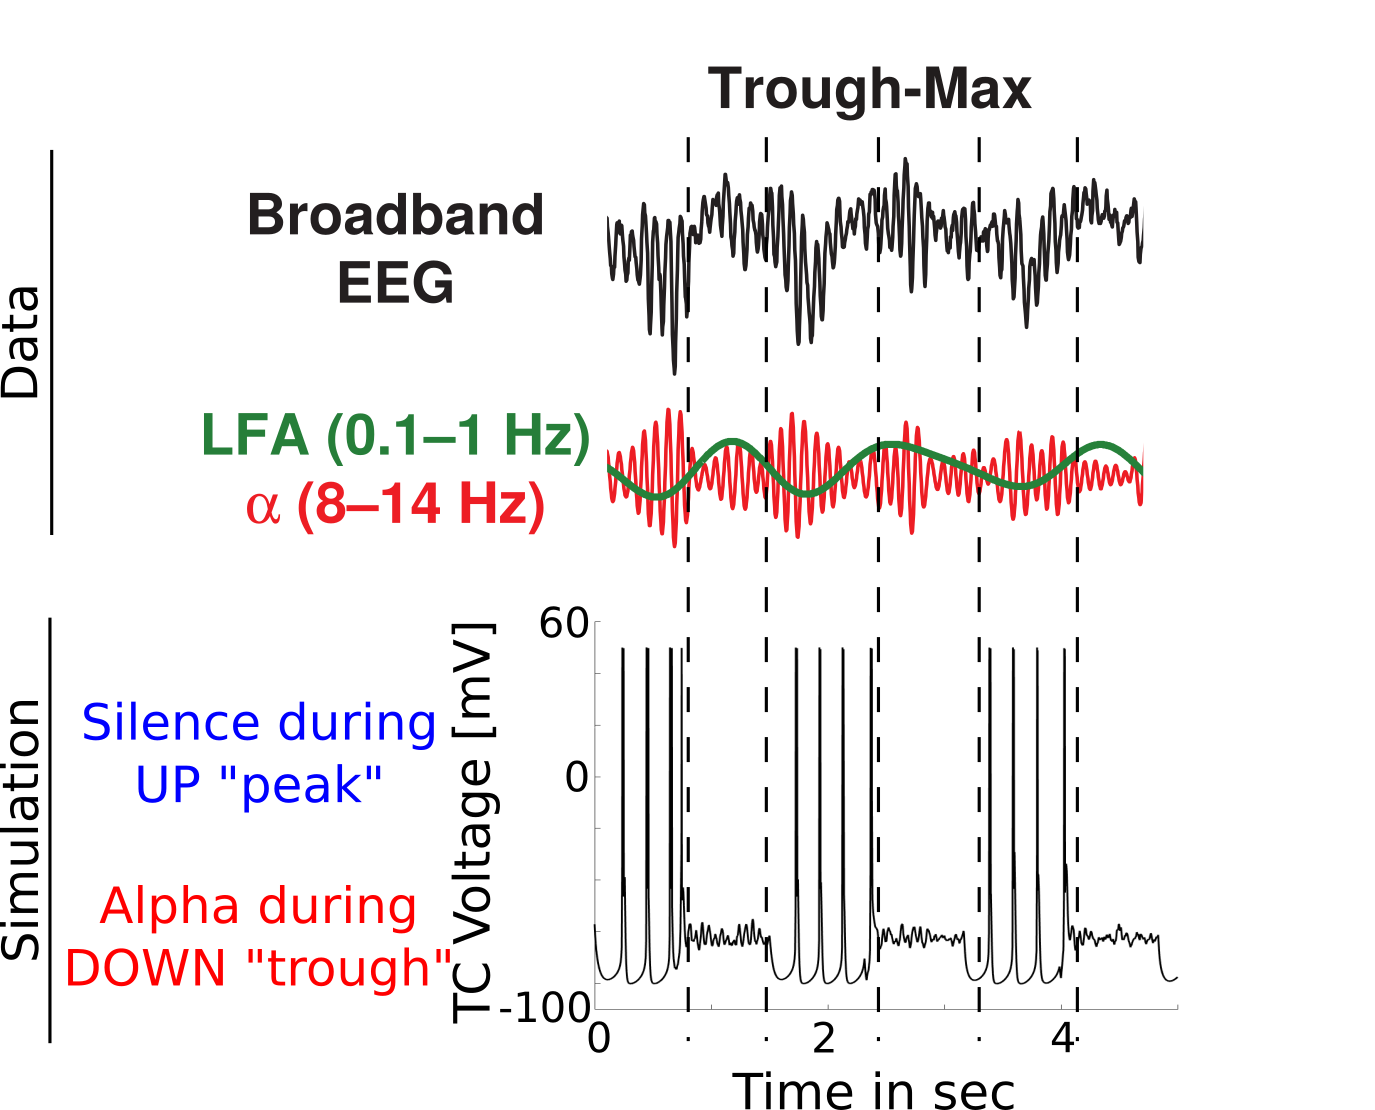 Trough-Max
Data
Broadband
EEG
LFA (0.1–1 Hz)
α (8–14 Hz)
Simulation
Silence during
UP "peak"
Alpha during
DOWN "trough"
TC Voltage [mV]
60
0
-100
0
2
4
Time in sec